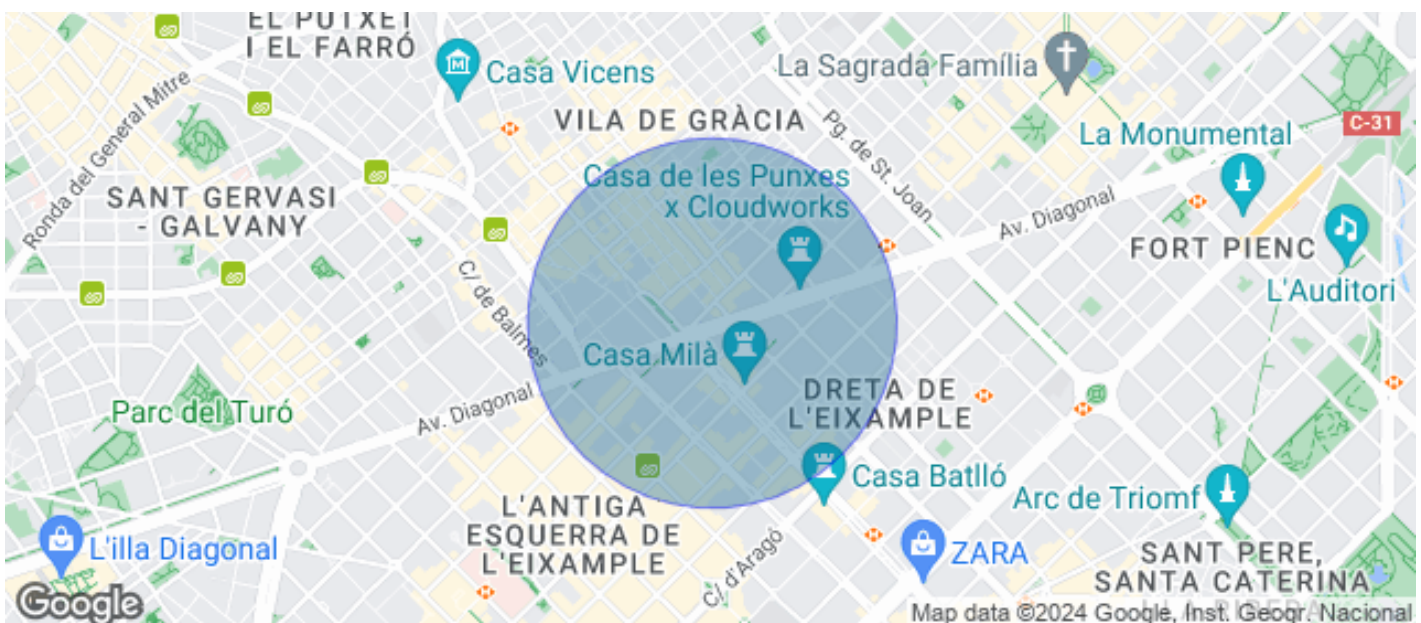 EL PUTXET
I EL FARRÓ
Casa Vicens
La Sagrada Família
Ronda del General Mitre
VILA DE GRÀCIA
Pg. de St. Joan
La Monumental
C-31
SANT GERVASI
- GALVANY
Casa de les Punxes
x Cloudworks
Av. Diagonal
FORT PIENC
L'Auditori
C/ de Balmes
Casa Milà
DRETA DE
L'EIXAMPLE
Parc del Turó
Av. Diagonal
Casa Batlló
Arc de Triomf
L'ANTIGA
ESQUERRA DE
L'EIXAMPLE
C/ d'Aragó
L'illa Diagonal
ZARA
SANT PERE,
SANTA CATERINA
Google
Map data ©2024 Google, Inst. Geogr. Nacional